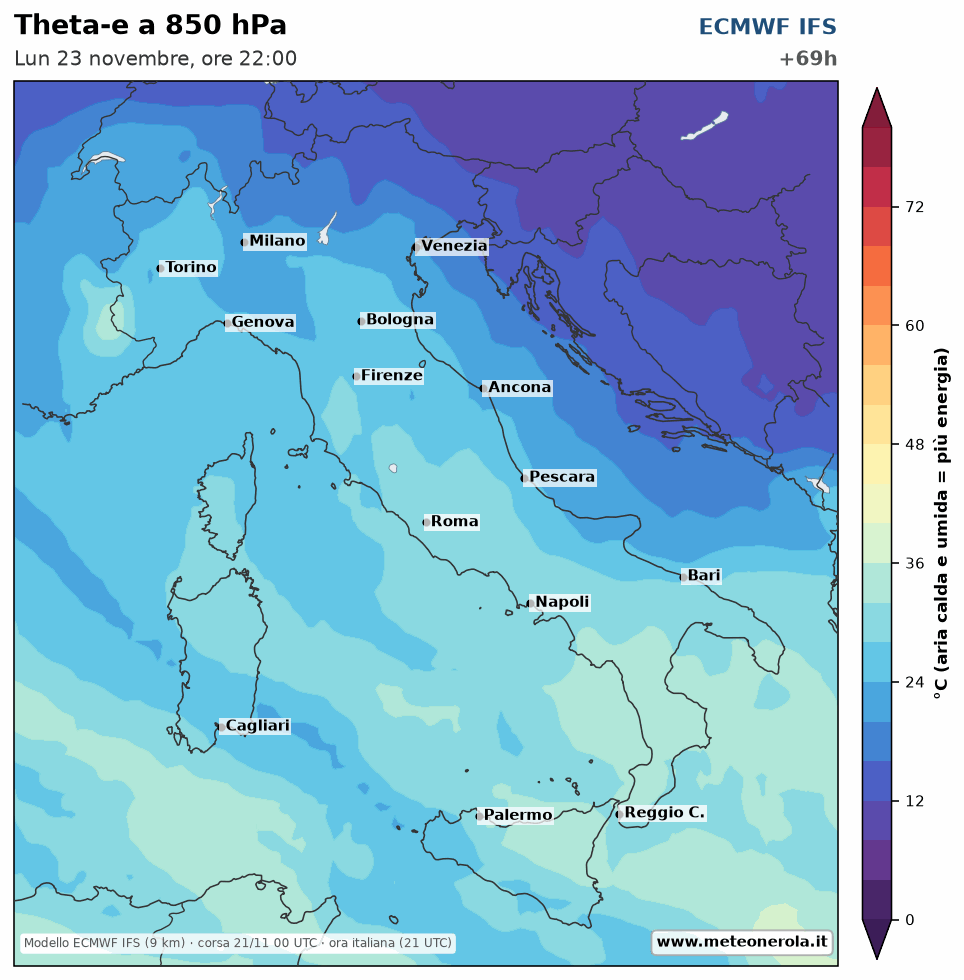 Theta-e a 850 hPa
ECMWF IFS
Lun 23 novembre, ore 22:00
+69h
Milano
Venezia
Torino
Genova
Bologna
Firenze
Ancona
Pescara
Roma
Bari
Napoli
Cagliari
Palermo
Reggio C.
72
60
48
36
24
12
0
°C (aria calda e umida = più energia)
Modello ECMWF IFS (9 km) · corsa 21/11 00 UTC · ora italiana (21 UTC)
www.meteonerola.it